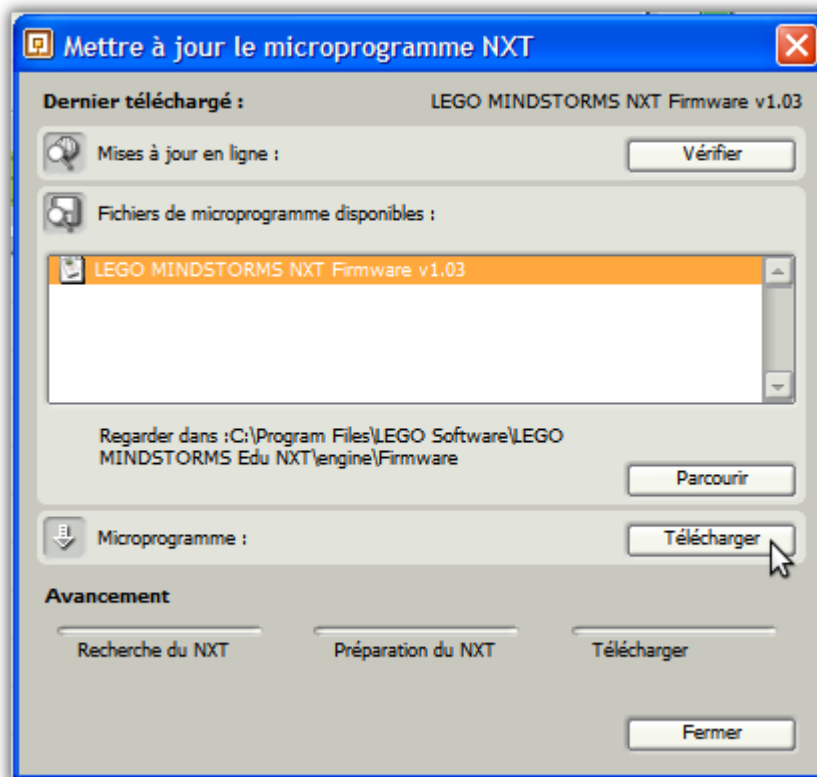 Mettre à jour le microprogramme NXT
Dernier téléchargé : LEGO MINDSTORMS NXT Firmware v1.03
Mises à jour en ligne : Vérifier
Fichiers de microprogramme disponibles :
LEGO MINDSTORMS NXT Firmware v1.03
Regarder dans :C:\Program Files\LEGO Software\LEGO
MINDSTORMS Edu NXT\engine\Firmware
Parcourir
Microprogramme : Télécharger
Avancement
Recherche du NXT Préparation du NXT Télécharger
Fermer